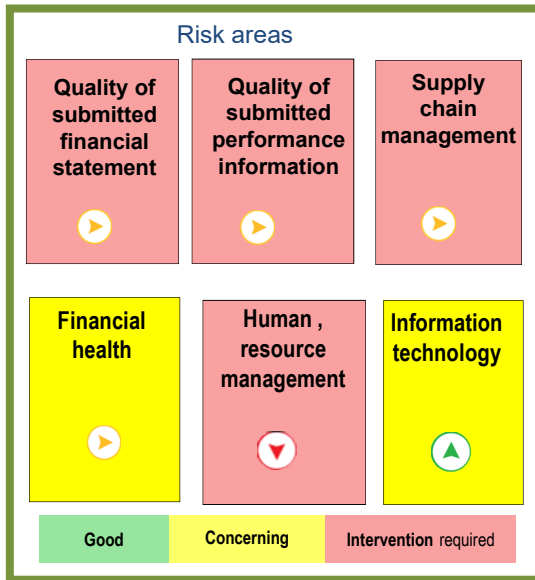 Risk areas
Quality of
submitted
financial
statement
Quality of
submitted
performance
information
Supply
chain
management
Financial
health
Human ,
resource
management
Information
technology
Good
Concerning
Intervention required